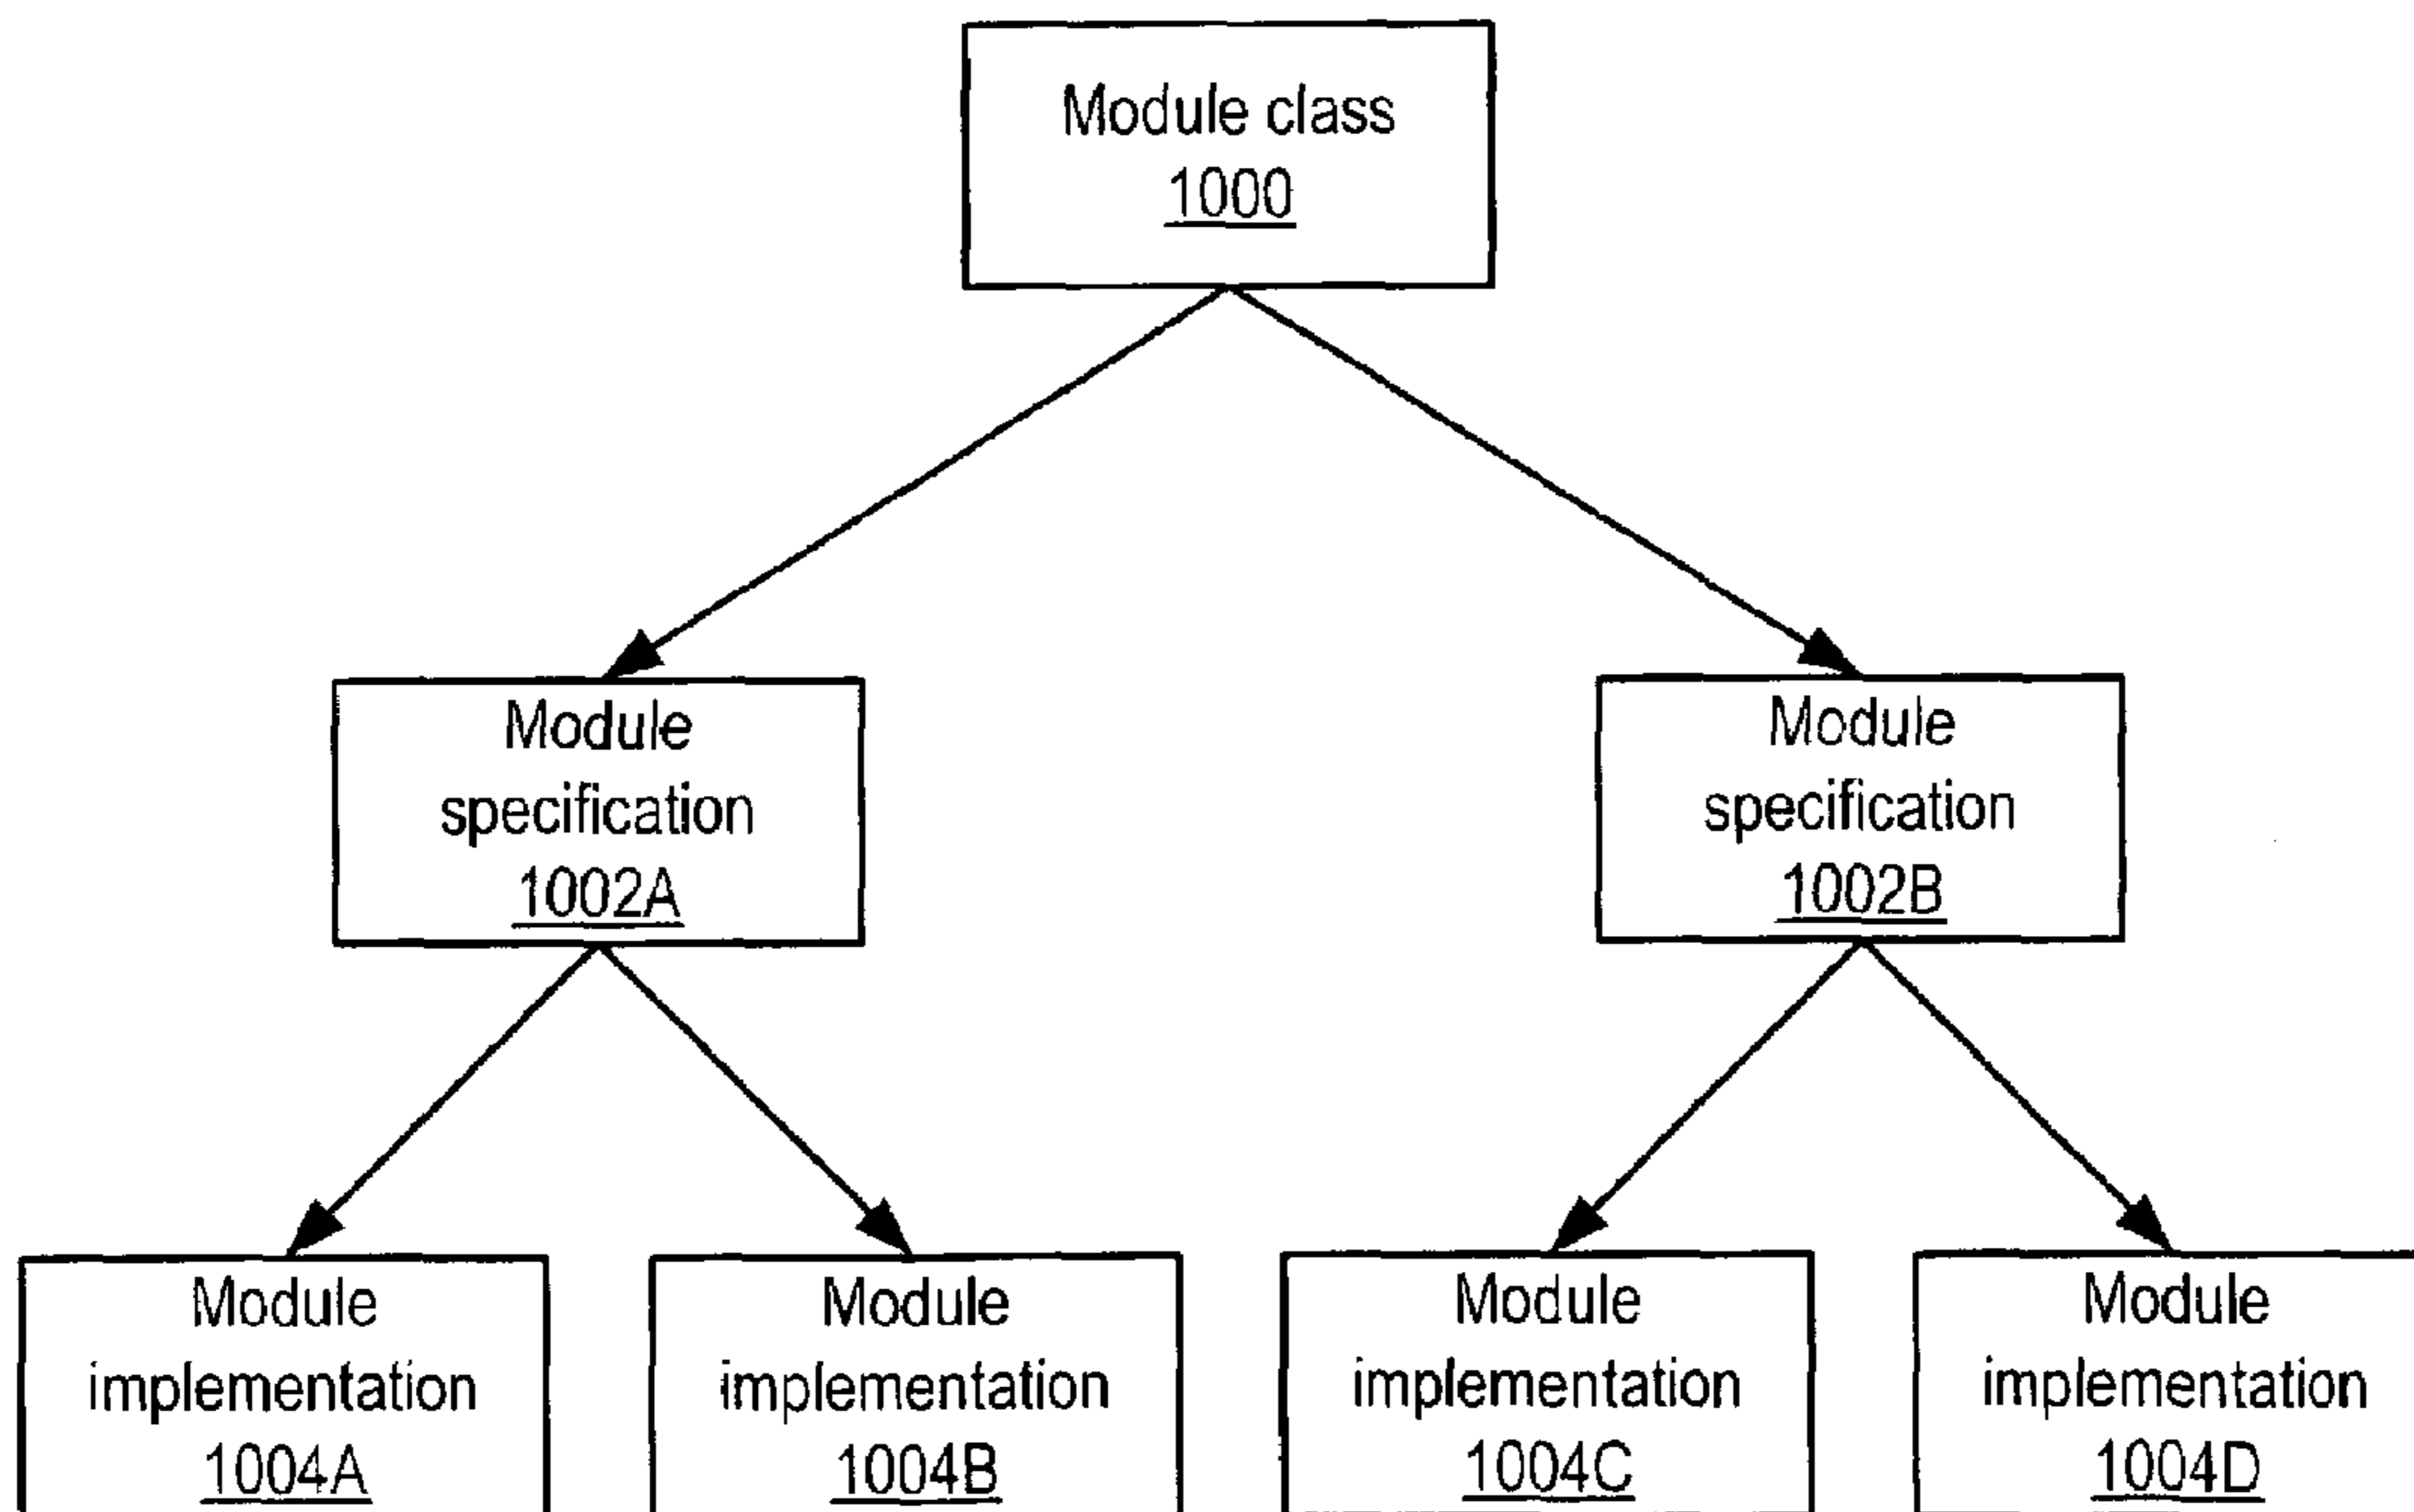 Module class
1000
Module
specification
1002A
Module
specification
1002B
Module
implementation
1004A
Module
implementation
1004B
Module
implementation
1004C
Module
implementation
1004D